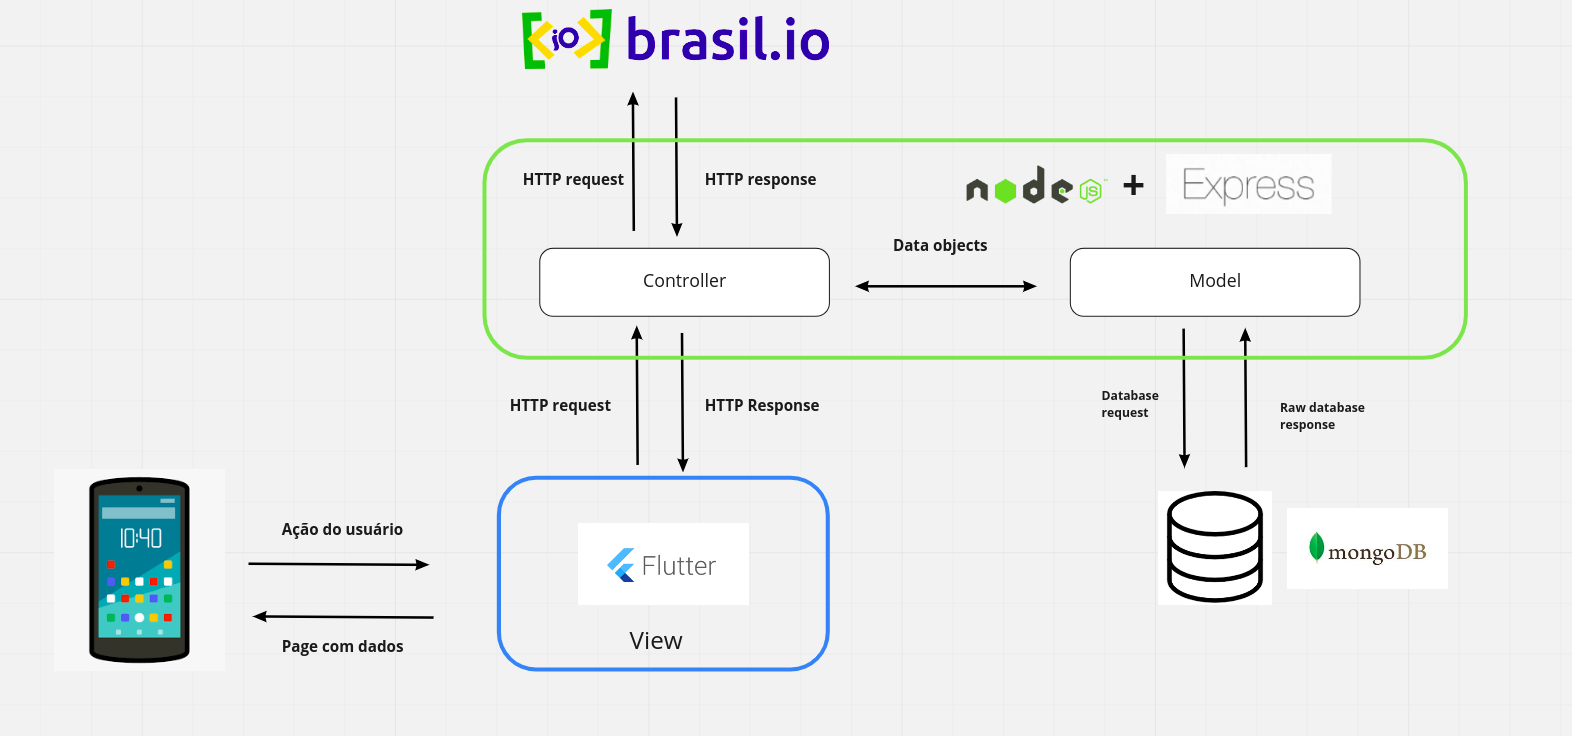 iO brasil.io
HTTP request
HTTP response
node JS + Express
Data objects
Controller
Model
HTTP request
HTTP Response
Database
request
Raw database
response
10:40
Ação do usuário
Page com dados
Flutter
View
mongoDB